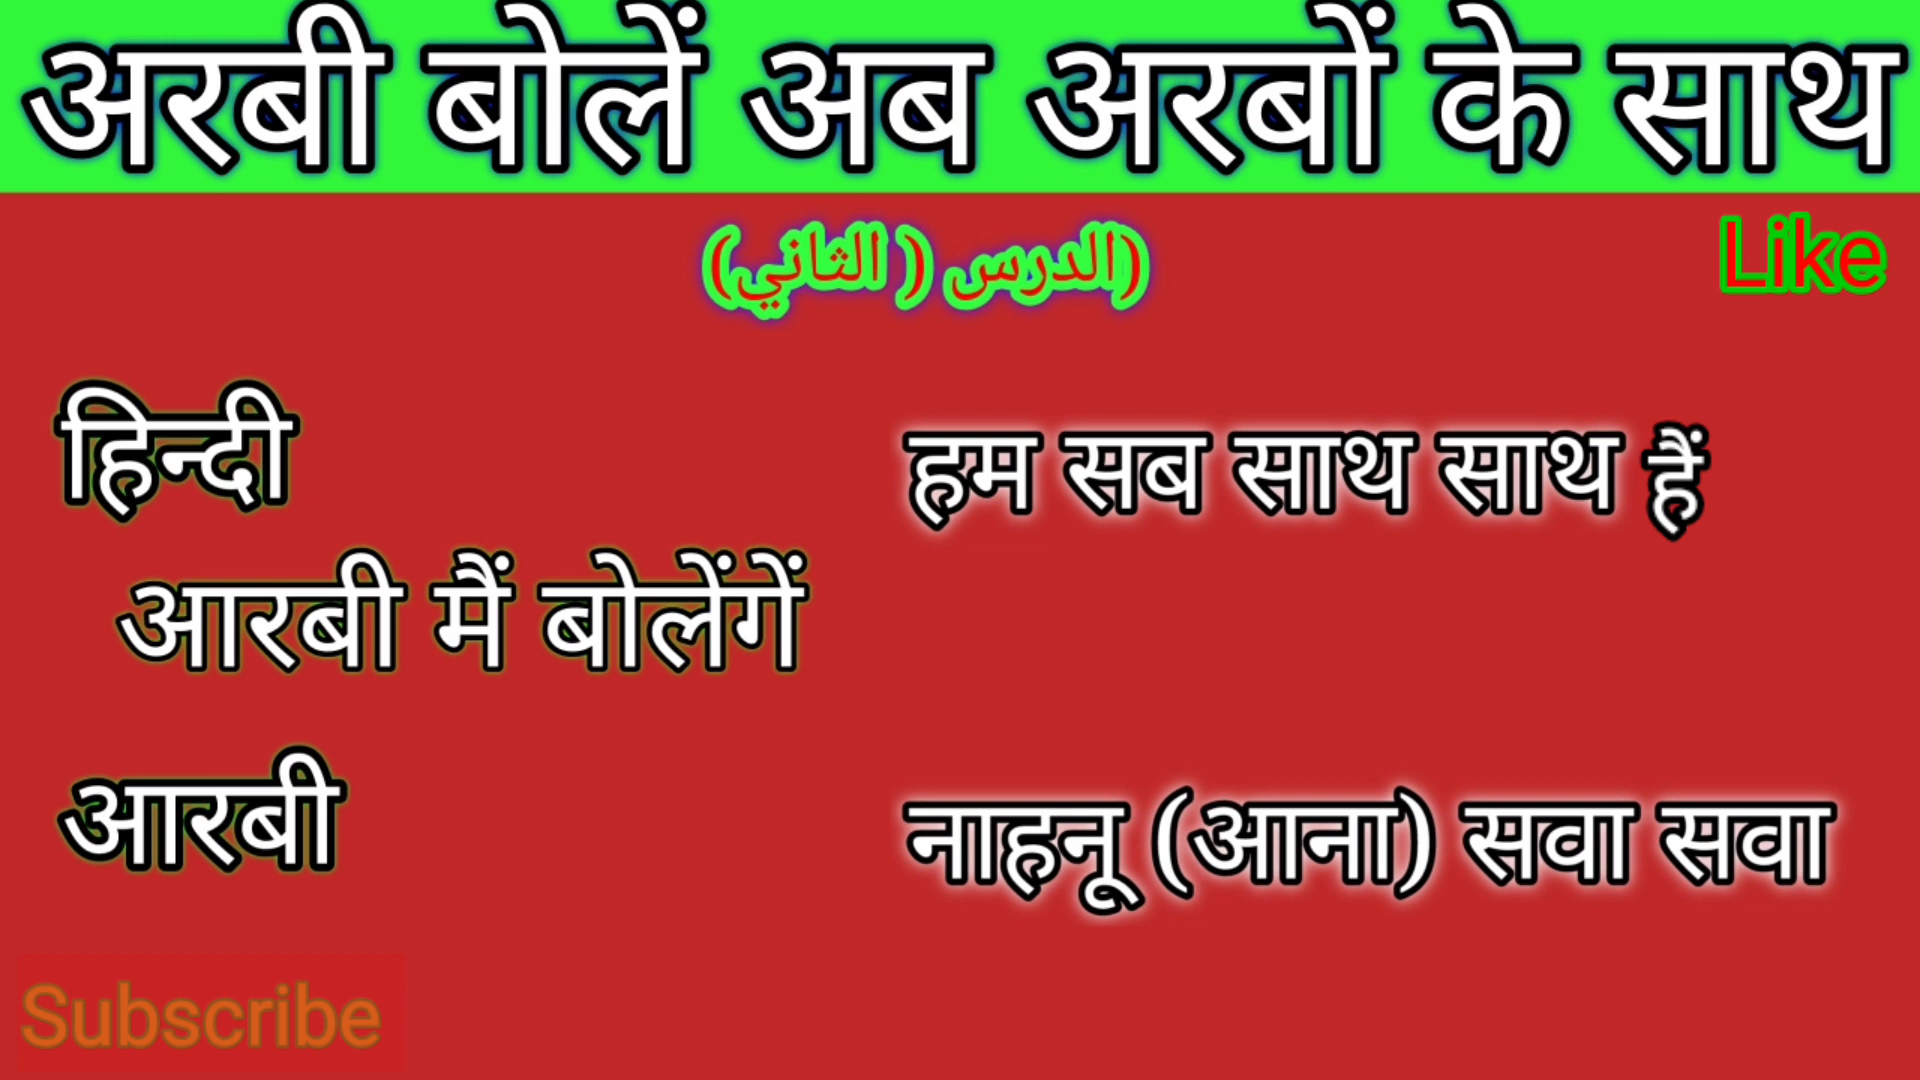 अरबी बोलें अब अरबों के साथ
(الدرس ( الثاني)
Like
हिन्दी
हम सब साथ साथ हैं
आरबी मैं बोलेंगें
आरबी
नाहनू (आना) सवा सवा
Subscribe